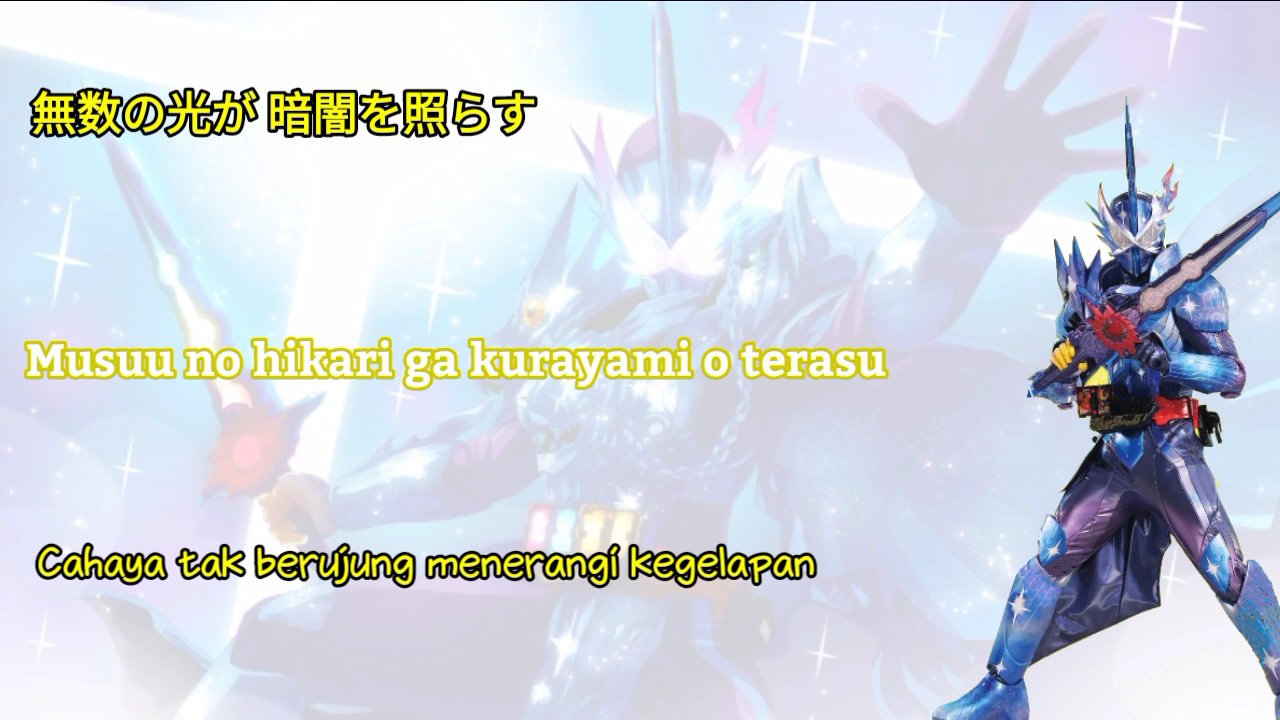 無数の光が 暗闇を照らす
Musuu no hikari ga kurayami o terasu
Cahaya tak berujung menerangi kegelapan